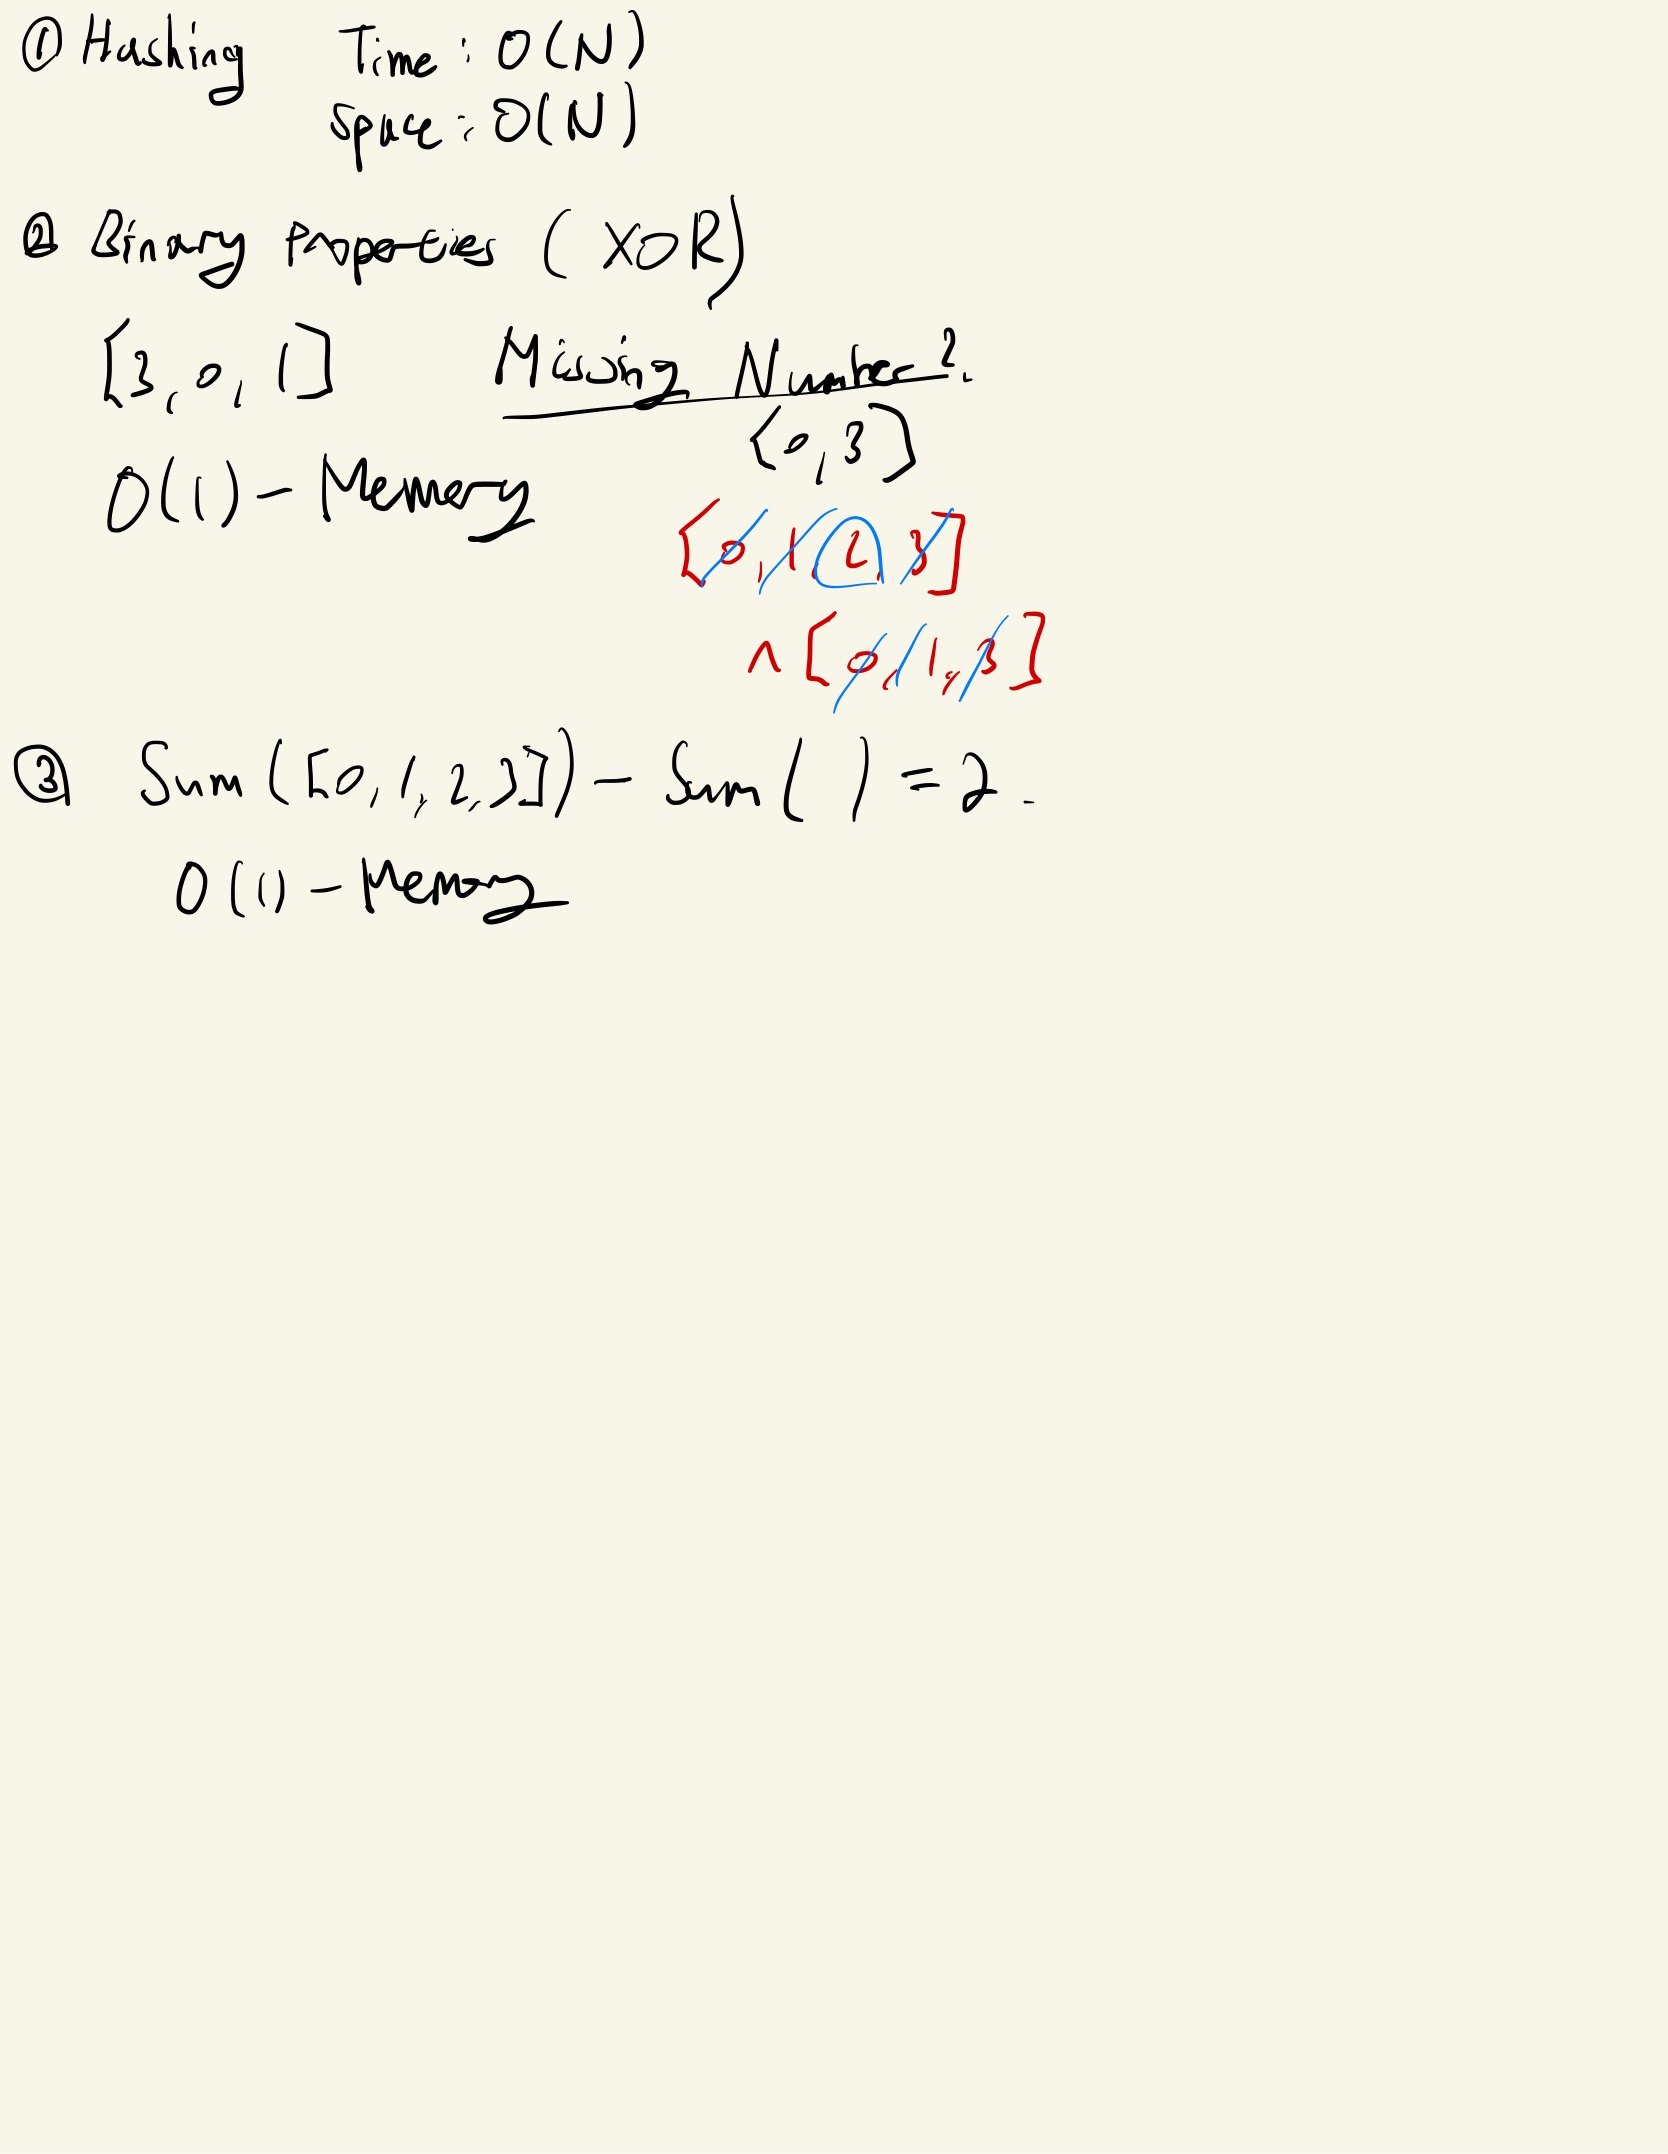 ① Hashing Time: O(N)
Space: O(N)
② Binary Properties (XOR)
[3, 0, 1] Missing Number?
[0, 3]
O(1) - Memory
[0, 1, 2, 3]
^ [0, 1, 3]
③ Sum([0, 1, 2, 3]) - Sum( ) = 2.
O(1) - Memory